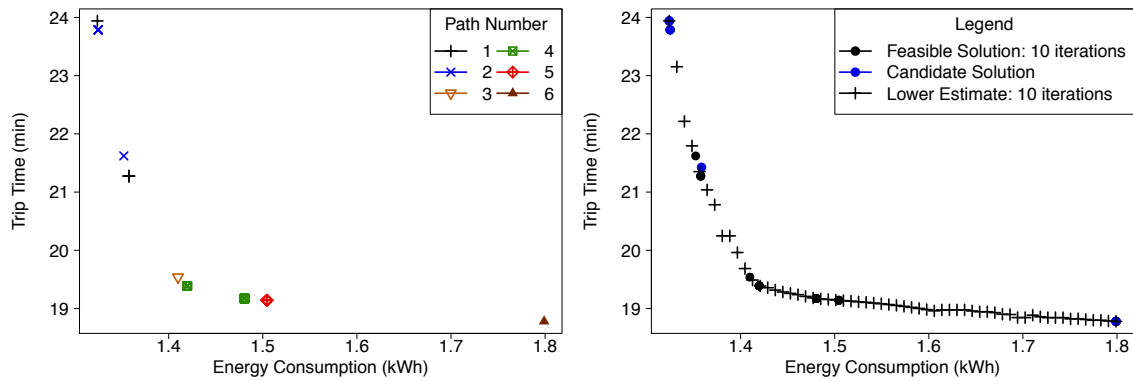 Path Number
1 4
2 5
3 6
24
23
22
21
20
19
Trip Time (min)
1.4 1.5 1.6 1.7 1.8
Energy Consumption (kWh)
Legend
Feasible Solution: 10 iterations
Candidate Solution
Lower Estimate: 10 iterations
24
23
22
21
20
19
Trip Time (min)
1.4 1.5 1.6 1.7 1.8
Energy Consumption (kWh)